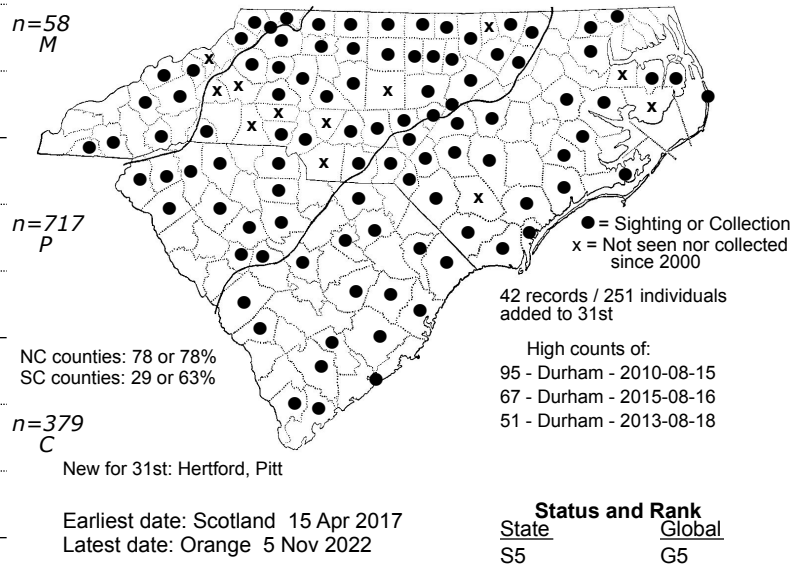 n=58
M
n=717
P
n=379
C
● = Sighting or Collection
x = Not seen nor collected
since 2000
42 records / 251 individuals
added to 31st
NC counties: 78 or 78%
SC counties: 29 or 63%
High counts of:
95 - Durham - 2010-08-15
67 - Durham - 2015-08-16
51 - Durham - 2013-08-18
New for 31st: Hertford, Pitt
Earliest date: Scotland 15 Apr 2017
Latest date: Orange 5 Nov 2022
Status and Rank
State Global
S5 G5